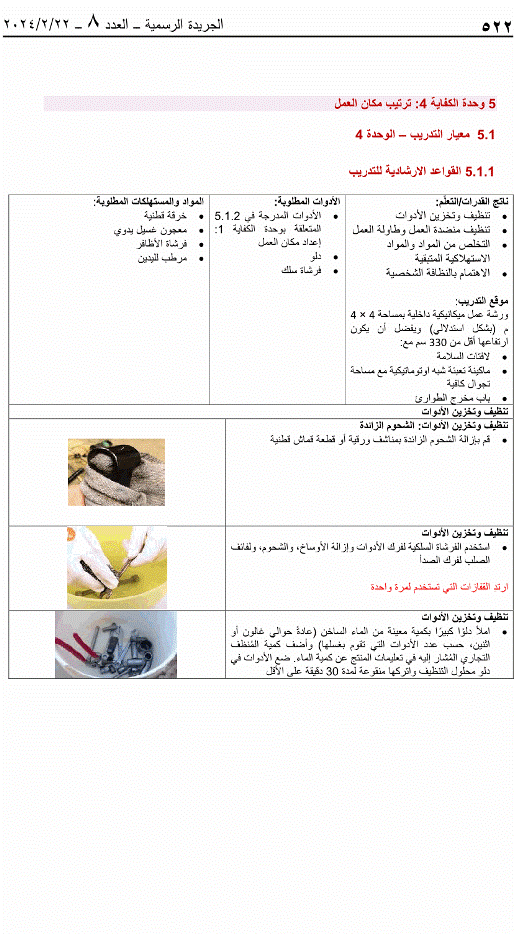 ٥٢٢
الجريدة الرسمية ــ العدد ٨ ــ ٢٠٢٤/٢/٢٢
5 وحدة الكفاية 4: ترتيب مكان العمل
5.1 معيار التدريب – الوحدة 4
5.1.1 القواعد الارشادية للتدريب
ناتج القدرات/التعلّم:
• تنظيف وتخزين الأدوات
• تنظيف منضدة العمل وطاولة العمل
• التخلص من المواد والمواد
الاستهلاكية المتبقية
• الاهتمام بالنظافة الشخصية
موقع التدريب:
ورشة عمل ميكانيكية داخلية بمساحة 4 × 4
م (بشكل استدلالي) ويفضل أن يكون
ارتفاعها أقل من 330 سم مع:
• لافتات السلامة
• ماكينة تعبئة شبه اوتوماتيكية مع مساحة
تجوال كافية
• باب مخرج الطوارئ
الأدوات المطلوبة:
• الأدوات المدرجة في 5.1.2
المتعلقة بوحدة الكفاية 1:
إعداد مكان العمل
• دلو
• فرشاة سلك
المواد والمستهلكات المطلوبة:
• خرقة قطنية
• معجون غسيل يدوي
• فرشاة الأظافر
• مرطب لليدين
تنظيف وتخزين الأدوات
تنظيف وتخزين الأدوات: الشحوم الزائدة
• قم بإزالة الشحوم الزائدة بمناشف ورقية أو قطعة قماش قطنية
تنظيف وتخزين الأدوات
• استخدم الفرشاة السلكية لفرك الأدوات وإزالة الأوساخ، والشحوم، ولفائف
الصلب لفرك الصدأ
ارتد القفازات التي تستخدم لمرة واحدة
تنظيف وتخزين الأدوات
• املأ دلوًا كبيرًا بكمية معينة من الماء الساخن (عادةً حوالي غالون أو
اثنين، حسب عدد الأدوات التي تقوم بغسلها) وأضف كمية المُنظف
التجاري المُشار إليه في تعليمات المنتج عن كمية الماء. ضع الأدوات في
دلو محلول التنظيف واتركها منقوعة لمدة 30 دقيقة على الأقل